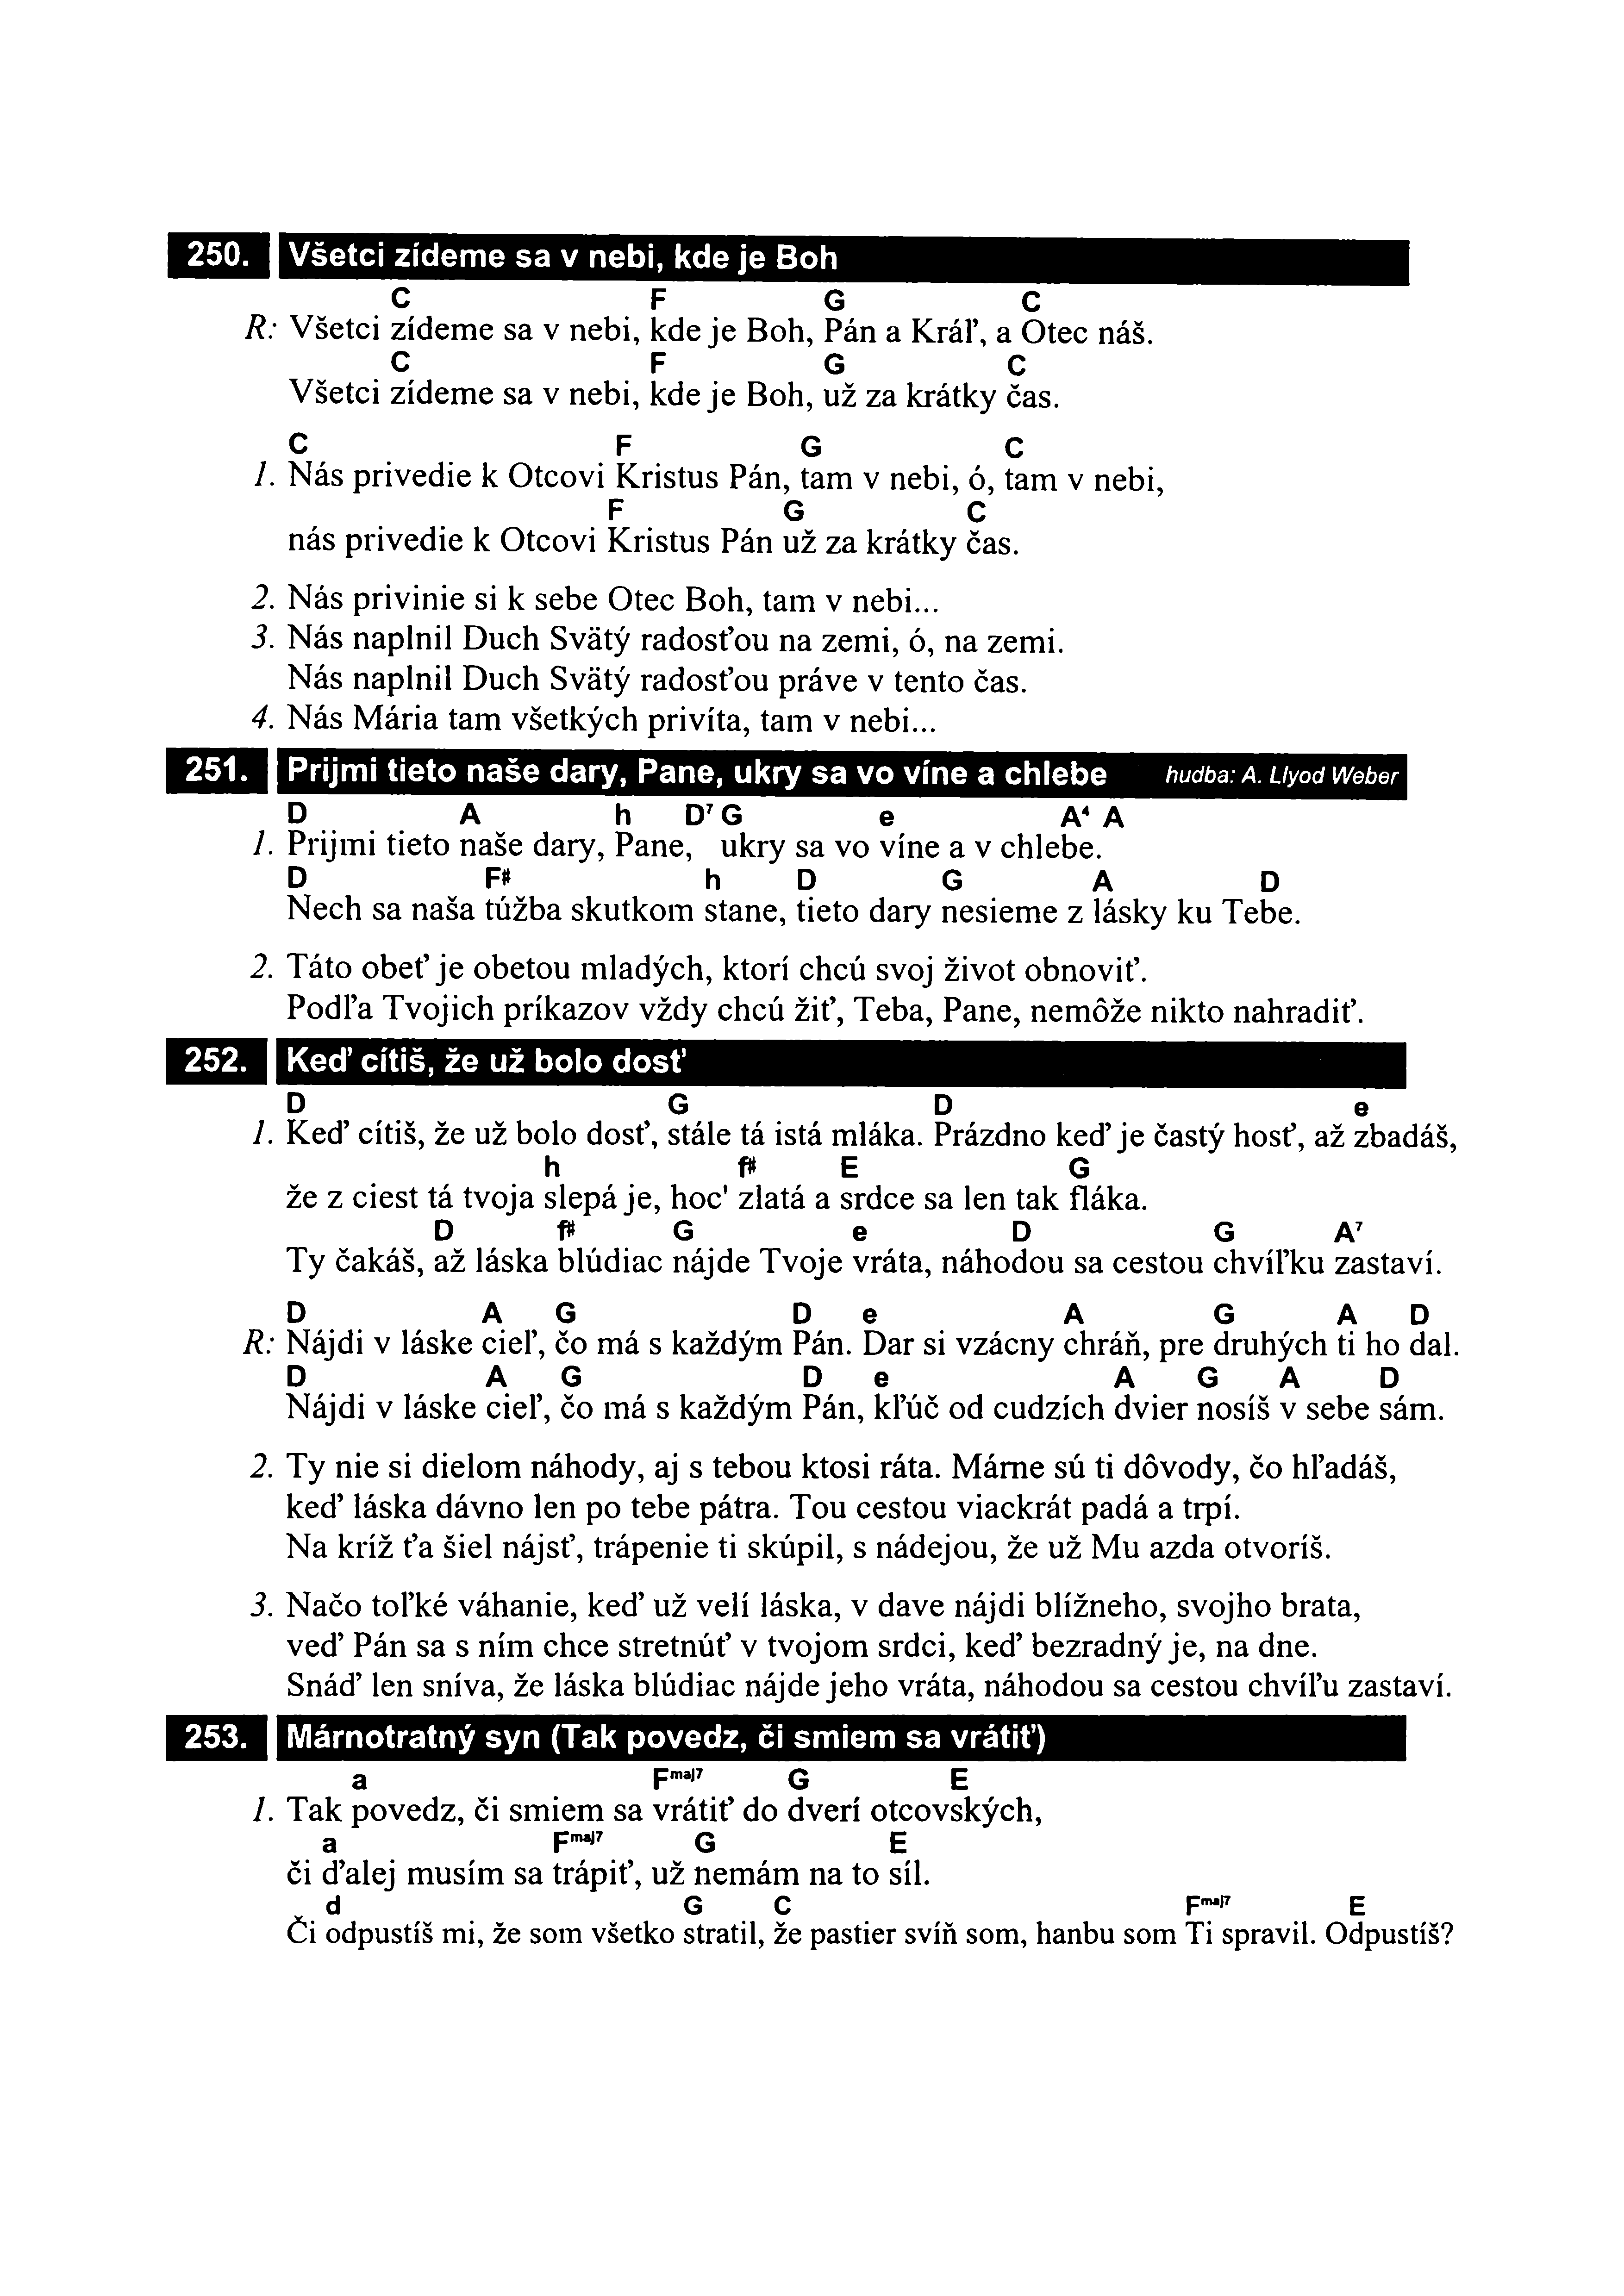 250. Všetci zídeme sa v nebi, kde je Boh
C F G C
R: Všetci zídeme sa v nebi, kde je Boh, Pán a Kráľ, a Otec náš.
C F G C
Všetci zídeme sa v nebi, kde je Boh, už za krátky čas.
C F G C
1. Nás privedie k Otcovi Kristus Pán, tam v nebi, ó, tam v nebi,
F G C
nás privedie k Otcovi Kristus Pán už za krátky čas.
2. Nás privinie si k sebe Otec Boh, tam v nebi...
3. Nás naplnil Duch Svätý radosťou na zemi, ó, na zemi.
Nás naplnil Duch Svätý radosťou práve v tento čas.
4. Nás Mária tam všetkých privíta, tam v nebi...
251. Prijmi tieto naše dary, Pane, ukry sa vo víne a chlebe hudba: A. Llyod Weber
D A h D⁷ G e A⁴ A
1. Prijmi tieto naše dary, Pane, ukry sa vo víne a v chlebe.
D F# h D G A D
Nech sa naša túžba skutkom stane, tieto dary nesieme z lásky ku Tebe.
2. Táto obeť je obetou mladých, ktorí chcú svoj život obnoviť.
Podľa Tvojich príkazov vždy chcú žiť, Teba, Pane, nemôže nikto nahradiť.
252. Keď cítiš, že už bolo dosť
D G D e
1. Keď cítiš, že už bolo dosť, stále tá istá mláka. Prázdno keď je častý hosť, až zbadáš,
h f# E G
že z ciest tá tvoja slepá je, hoc' zlatá a srdce sa len tak fláka.
D f# G e D G A⁷
Ty čakáš, až láska blúdiac nájde Tvoje vráta, náhodou sa cestou chvíľku zastaví.
D A G D e A G A D
R: Nájdi v láske cieľ, čo má s každým Pán. Dar si vzácny chráň, pre druhých ti ho dal.
D A G D e A G A D
Nájdi v láske cieľ, čo má s každým Pán, kľúč od cudzích dvier nosíš v sebe sám.
2. Ty nie si dielom náhody, aj s tebou ktosi ráta. Márne sú ti dôvody, čo hľadáš,
keď láska dávno len po tebe pátra. Tou cestou viackrát padá a trpí.
Na kríž ťa šiel nájsť, trápenie ti skúpil, s nádejou, že už Mu azda otvoríš.
3. Načo toľké váhanie, keď už velí láska, v dave nájdi blížneho, svojho brata,
veď Pán sa s ním chce stretnúť v tvojom srdci, keď bezradný je, na dne.
Snáď len sníva, že láska blúdiac nájde jeho vráta, náhodou sa cestou chvíľu zastaví.
253. Márnotratný syn (Tak povedz, či smiem sa vrátiť)
a Fmaj7 G E
1. Tak povedz, či smiem sa vrátiť do dverí otcovských,
a Fmaj7 G E
či ďalej musím sa trápiť, už nemám na to síl.
d G C Fmaj7 E
Či odpustíš mi, že som všetko stratil, že pastier svíň som, hanbu som Ti spravil. Odpustíš?